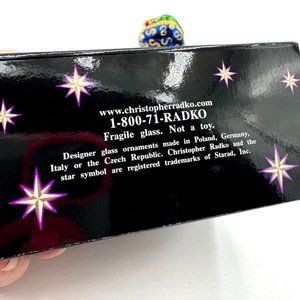 www.christopherradko.com
1-800-71-RADKO
Fragile glass. Not a toy.
Designer glass ornaments made in Poland, Germany,
Italy or the Czech Republic. Christopher Radko and the
star symbol are registered trademarks of Starad, Inc.